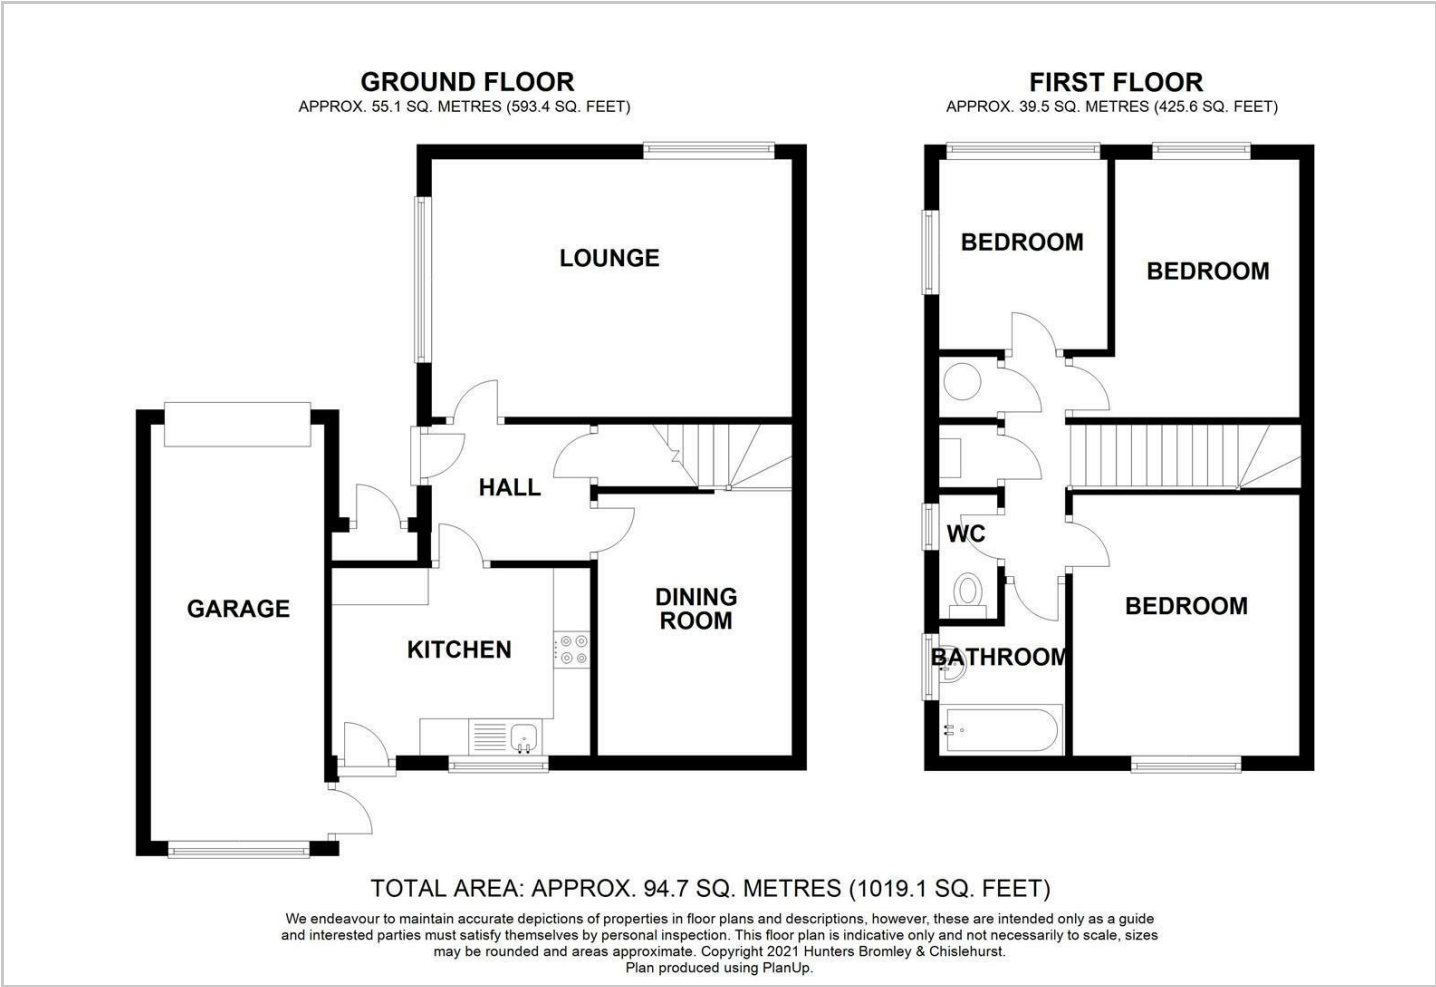 GROUND FLOOR
APPROX. 55.1 SQ. METRES (593.4 SQ. FEET)
FIRST FLOOR
APPROX. 39.5 SQ. METRES (425.6 SQ. FEET)
LOUNGE
BEDROOM
BEDROOM
HALL
WC
GARAGE
DINING
ROOM
BEDROOM
KITCHEN
BATHROOM
TOTAL AREA: APPROX. 94.7 SQ. METRES (1019.1 SQ. FEET)
We endeavour to maintain accurate depictions of properties in floor plans and descriptions, however, these are intended only as a guide
and interested parties must satisfy themselves by personal inspection. This floor plan is indicative only and not necessarily to scale, sizes
may be rounded and areas approximate. Copyright 2021 Hunters Bromley & Chislehurst.
Plan produced using PlanUp.